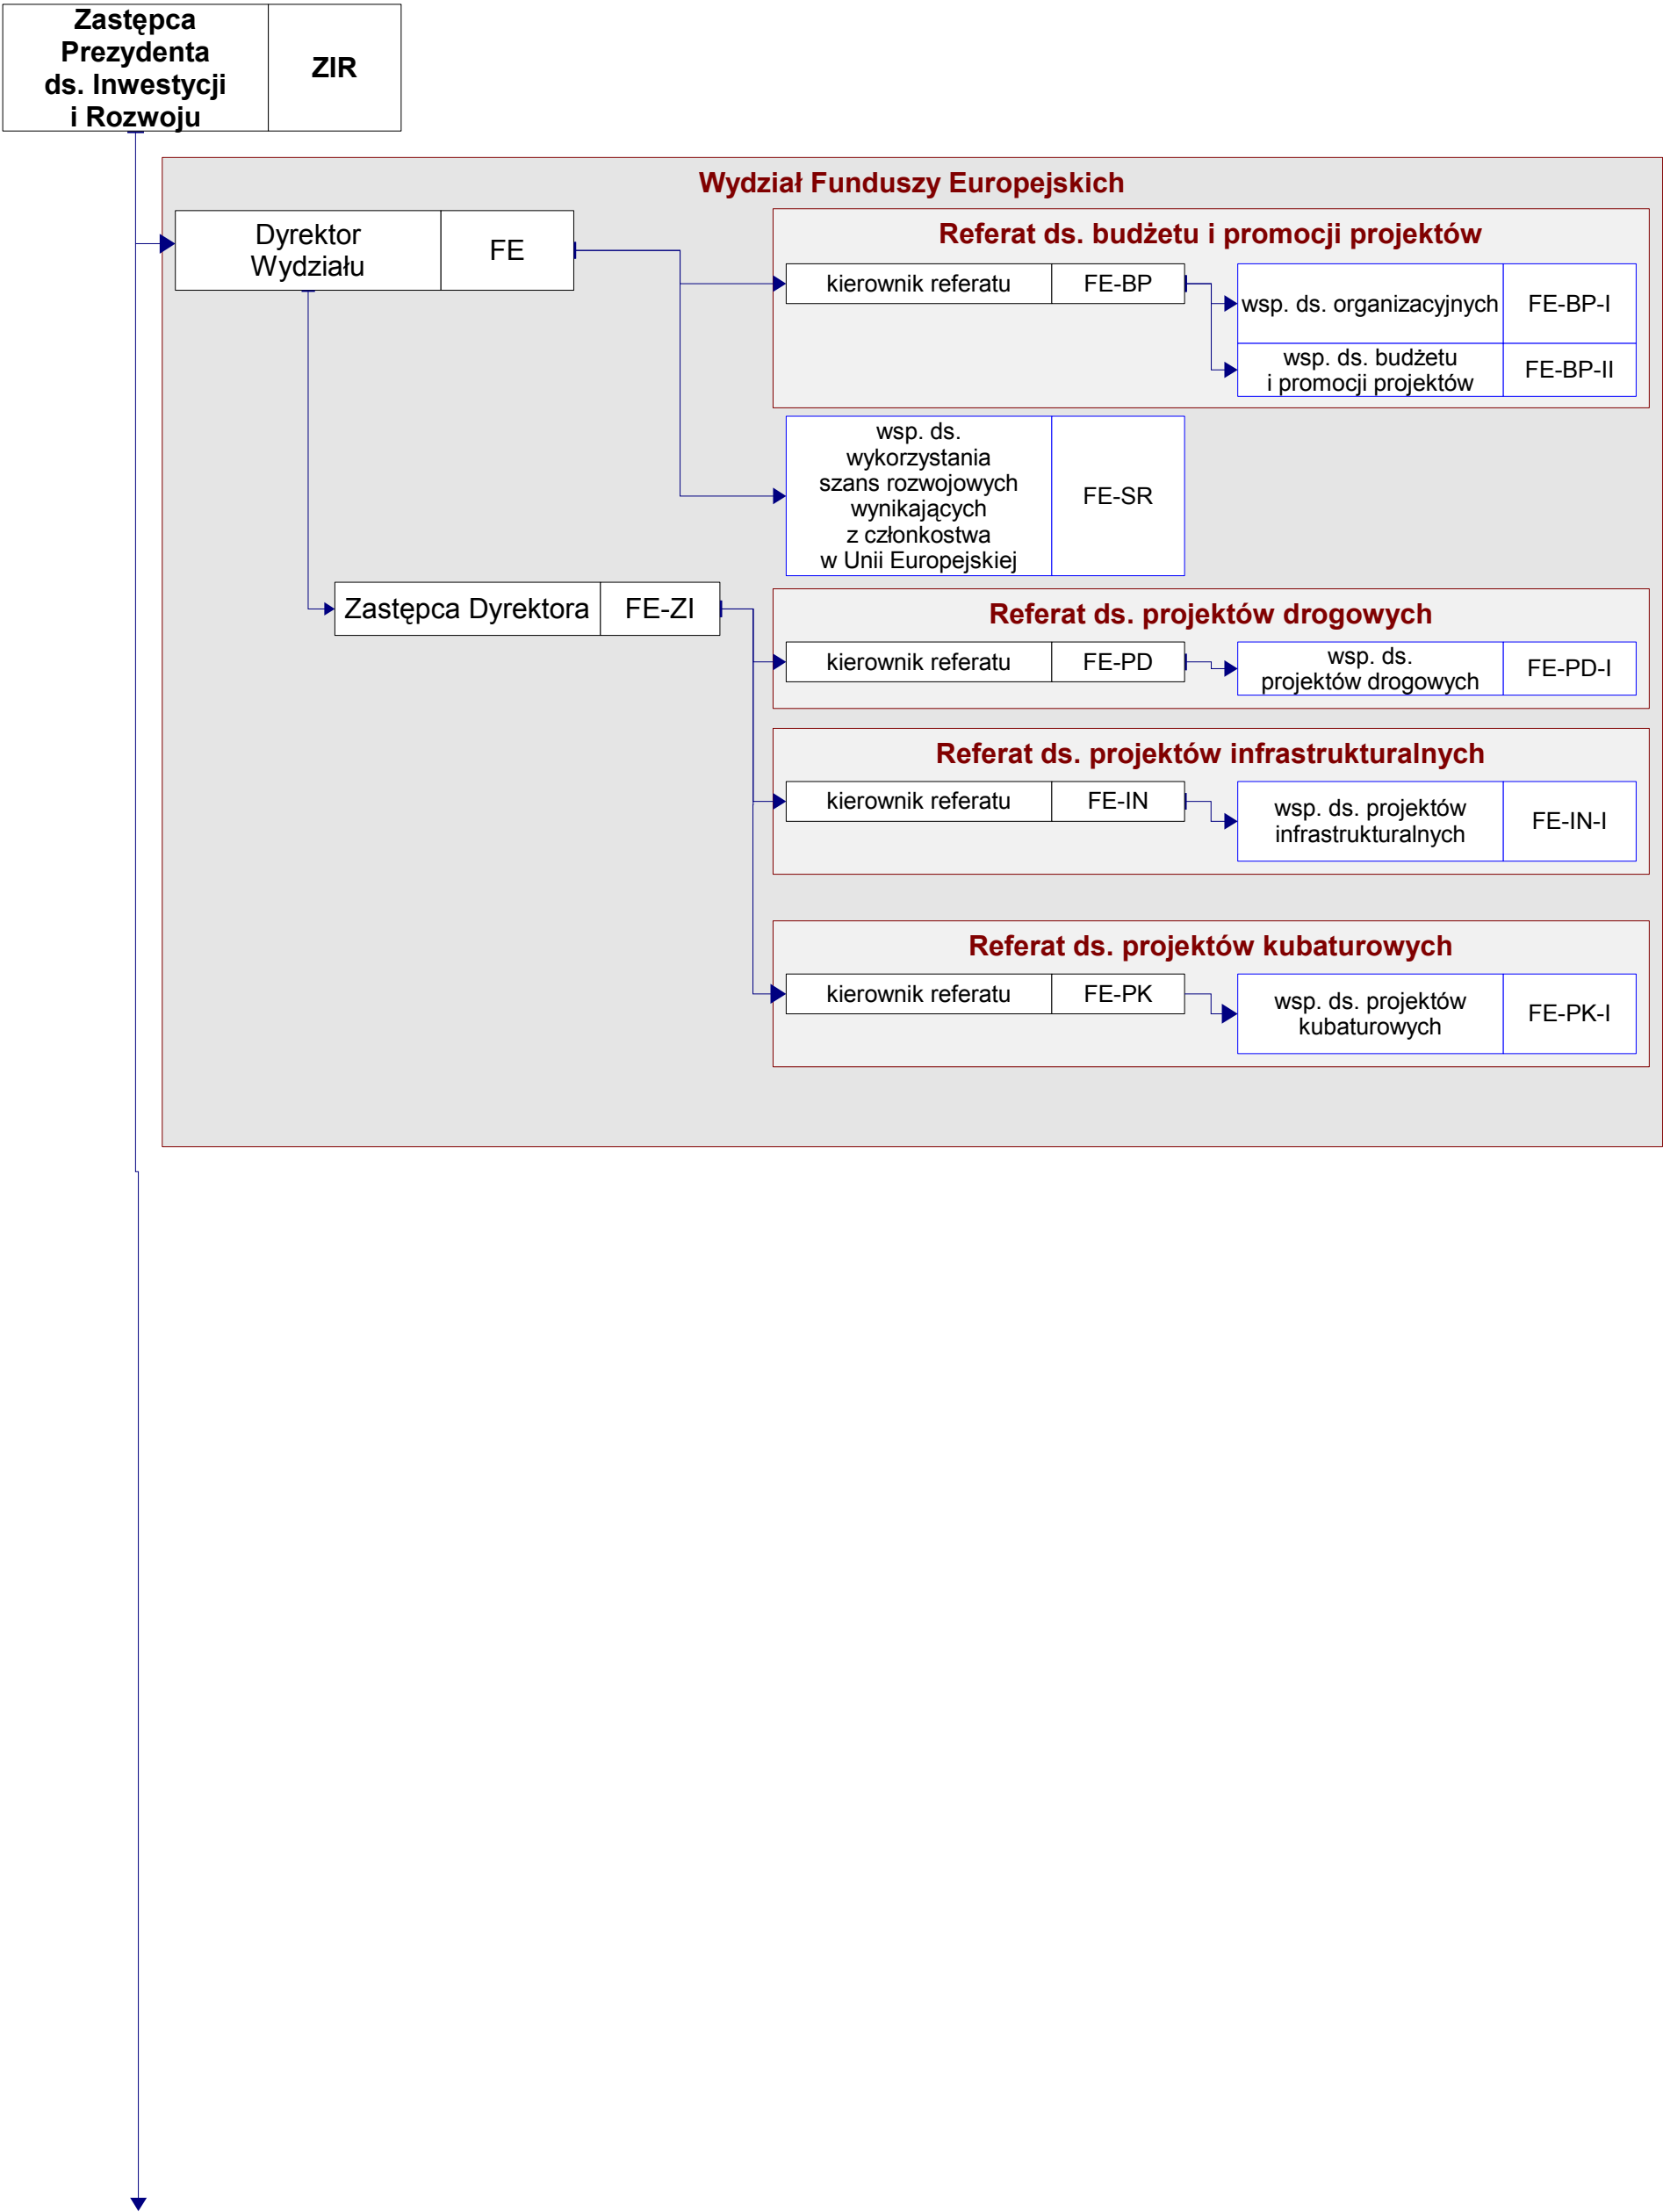 Zastępca
Prezydenta
ds. Inwestycji
i Rozwoju
ZIR
Wydział Funduszy Europejskich
Dyrektor
Wydziału
FE
Referat ds. budżetu i promocji projektów
kierownik referatu
FE-BP
wsp. ds. organizacyjnych
FE-BP-I
wsp. ds. budżetu
i promocji projektów
FE-BP-II
wsp. ds.
wykorzystania
szans rozwojowych
wynikających
z członkostwa
w Unii Europejskiej
FE-SR
Zastępca Dyrektora
FE-ZI
Referat ds. projektów drogowych
kierownik referatu
FE-PD
wsp. ds.
projektów drogowych
FE-PD-I
Referat ds. projektów infrastrukturalnych
kierownik referatu
FE-IN
wsp. ds. projektów
infrastrukturalnych
FE-IN-I
Referat ds. projektów kubaturowych
kierownik referatu
FE-PK
wsp. ds. projektów
kubaturowych
FE-PK-I